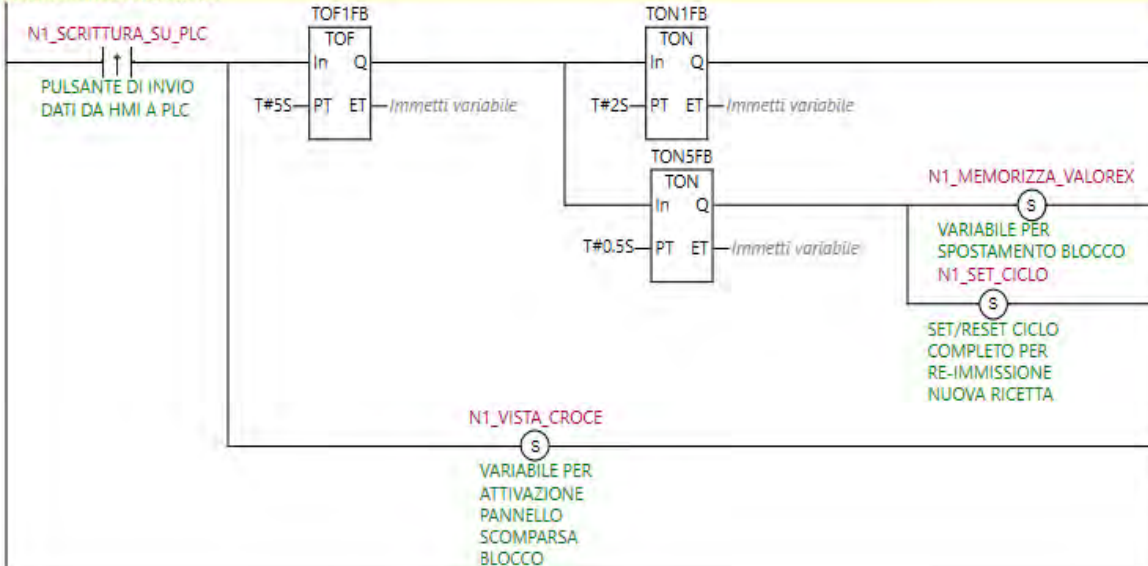 TOF1FB
TON1FB
N1_SCRITTURA_SU_PLC
TOF
TON
In Q
In Q
PULSANTE DI INVIO
DATI DA HMI A PLC
T#5S PT ET Immetti variabile
T#2S PT ET Immetti variabile
TON5FB
TON
In Q
N1_MEMORIZZA_VALOREX
S
T#0.5S PT ET Immetti variabile
VARIABILE PER
SPOSTAMENTO BLOCCO
N1_SET_CICLO
S
SET/RESET CICLO
COMPLETO PER
RE-IMMISSIONE
NUOVA RICETTA
N1_VISTA_CROCE
S
VARIABILE PER
ATTIVAZIONE
PANNELLO
SCOMPARSA
BLOCCO